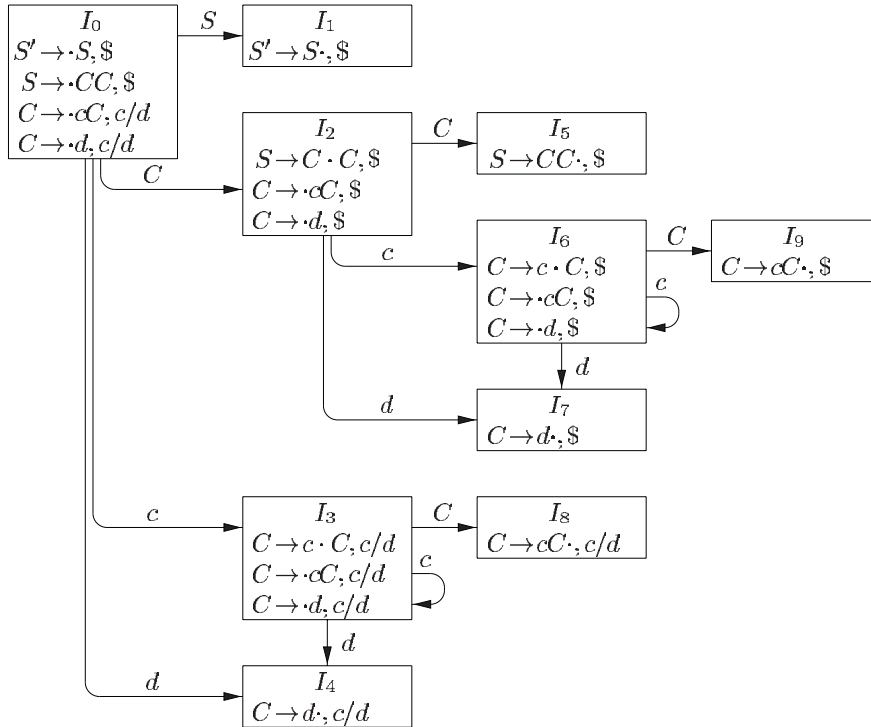 I₀
S′ → ·S, $
S → ·CC, $
C → ·cC, c/d
C → ·d, c/d
S
I₁
S′ → S·, $
C
I₂
S → C · C, $
C → ·cC, $
C → ·d, $
C
I₅
S → CC·, $
c
I₆
C → c · C, $
C → ·cC, $
C → ·d, $
C
I₉
C → cC·, $
c
d
d
I₇
C → d·, $
c
I₃
C → c · C, c/d
C → ·cC, c/d
C → ·d, c/d
C
I₈
C → cC·, c/d
c
d
d
I₄
C → d·, c/d